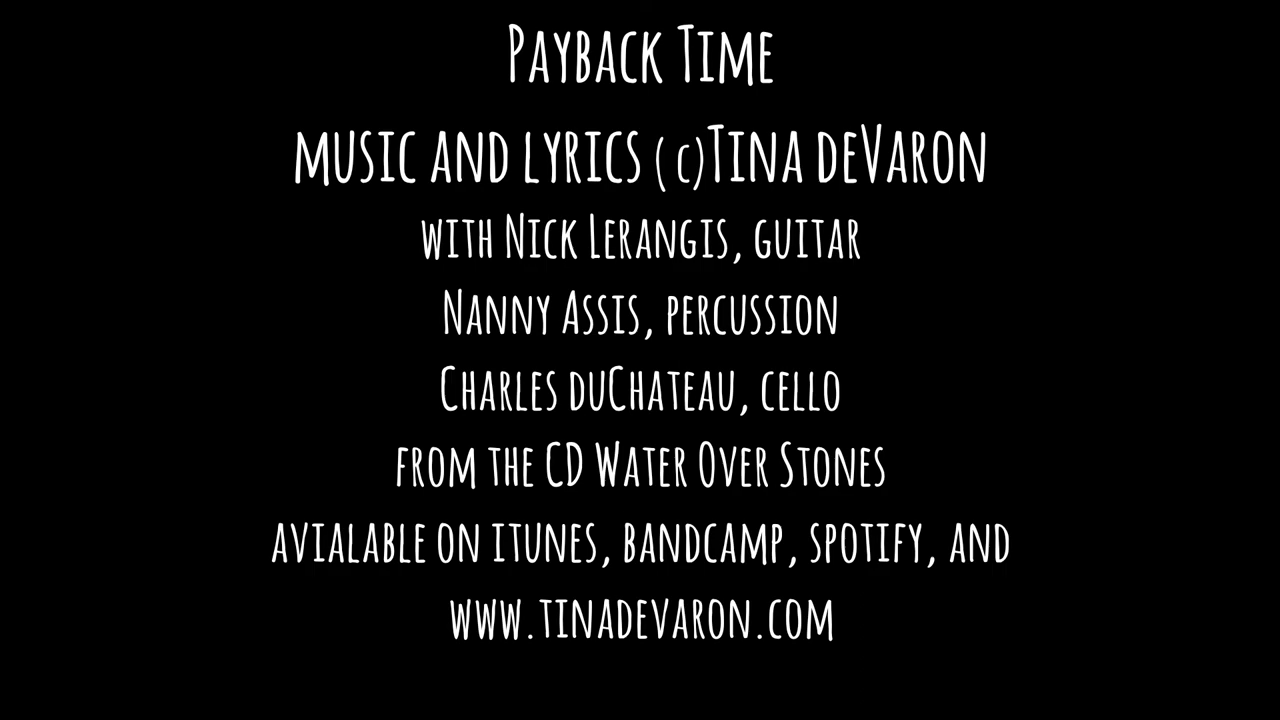 Payback Time
music and lyrics (c)Tina deVaron
with Nick Lerangis, guitar
Nanny Assis, percussion
Charles duChateau, cello
from the CD Water Over Stones
avialable on itunes, bandcamp, spotify, and
www.tinadevaron.com